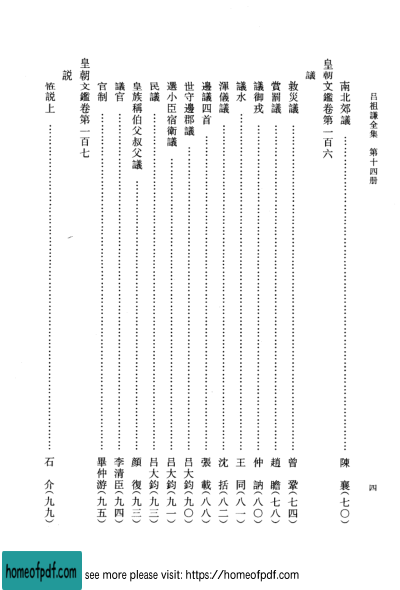 呂祖謙全集 第十四册
四
南北郊議……陳 襄(七〇)
皇朝文鑑卷第一百六
議
救災議……曾 鞏(七四)
賞罰議……趙 瞻(七八)
議御戎……仲 訥(八〇)
議水……王 同(八一)
渾儀議……沈 括(八二)
邊議四首……張 載(八八)
世守邊郡議……呂大鈞(九〇)
選小臣宿衛議……呂大鈞(九一)
民議……呂大鈞(九三)
皇族稱伯父叔父議……顏 復(九三)
議官……李清臣(九四)
官制……畢仲游(九五)
皇朝文鑑卷第一百七
説
恠説上……石 介(九九)
homeofpdf.com
see more please visit: https://homeofpdf.com